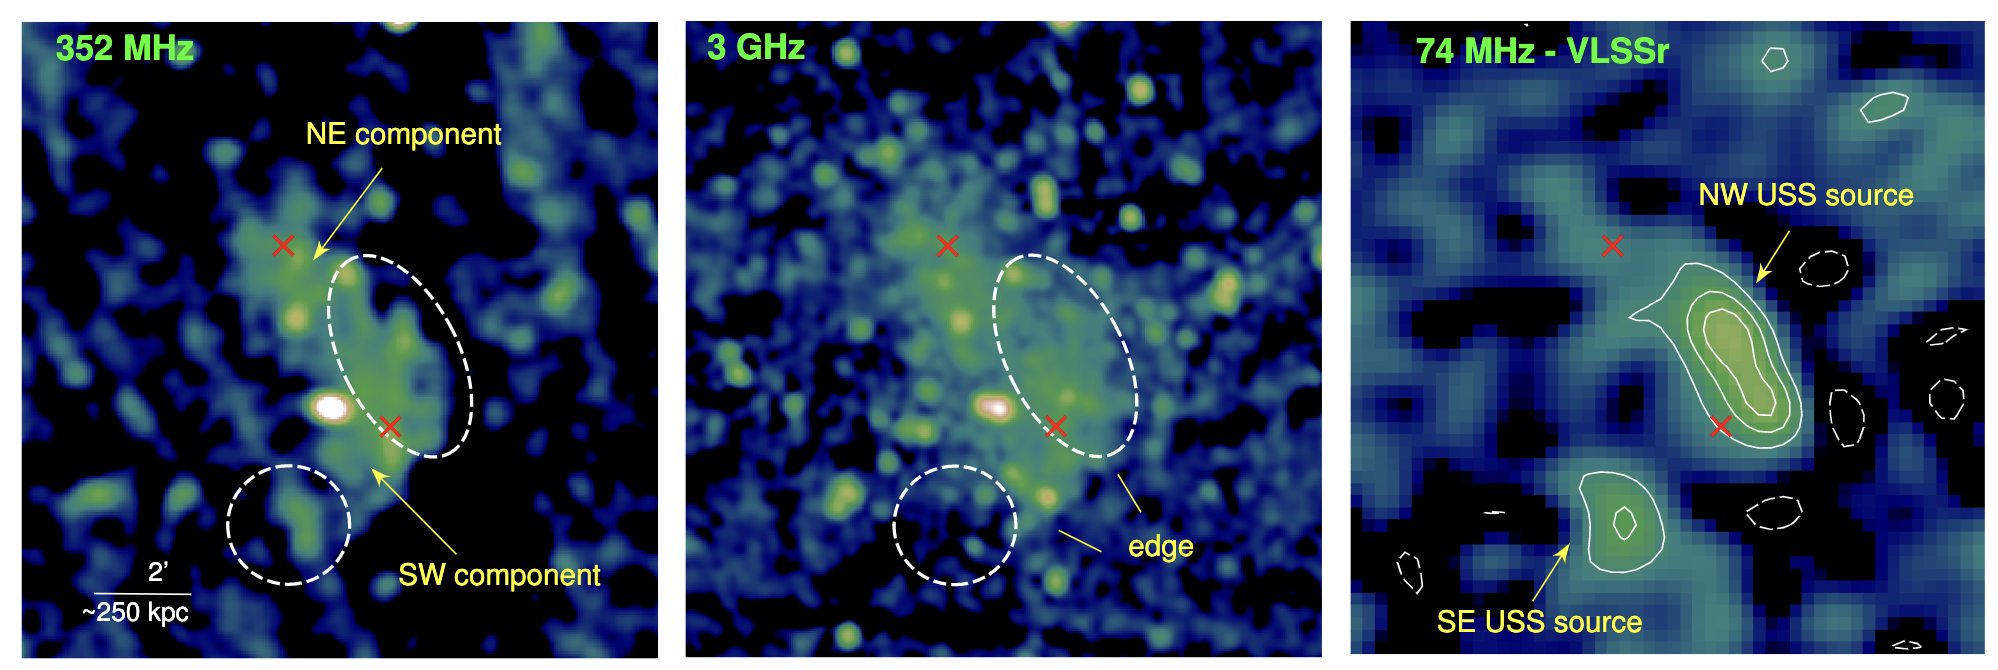 352 MHz
NE component
SW component
2’
~250 kpc
3 GHz
edge
74 MHz - VLSSr
NW USS source
SE USS source